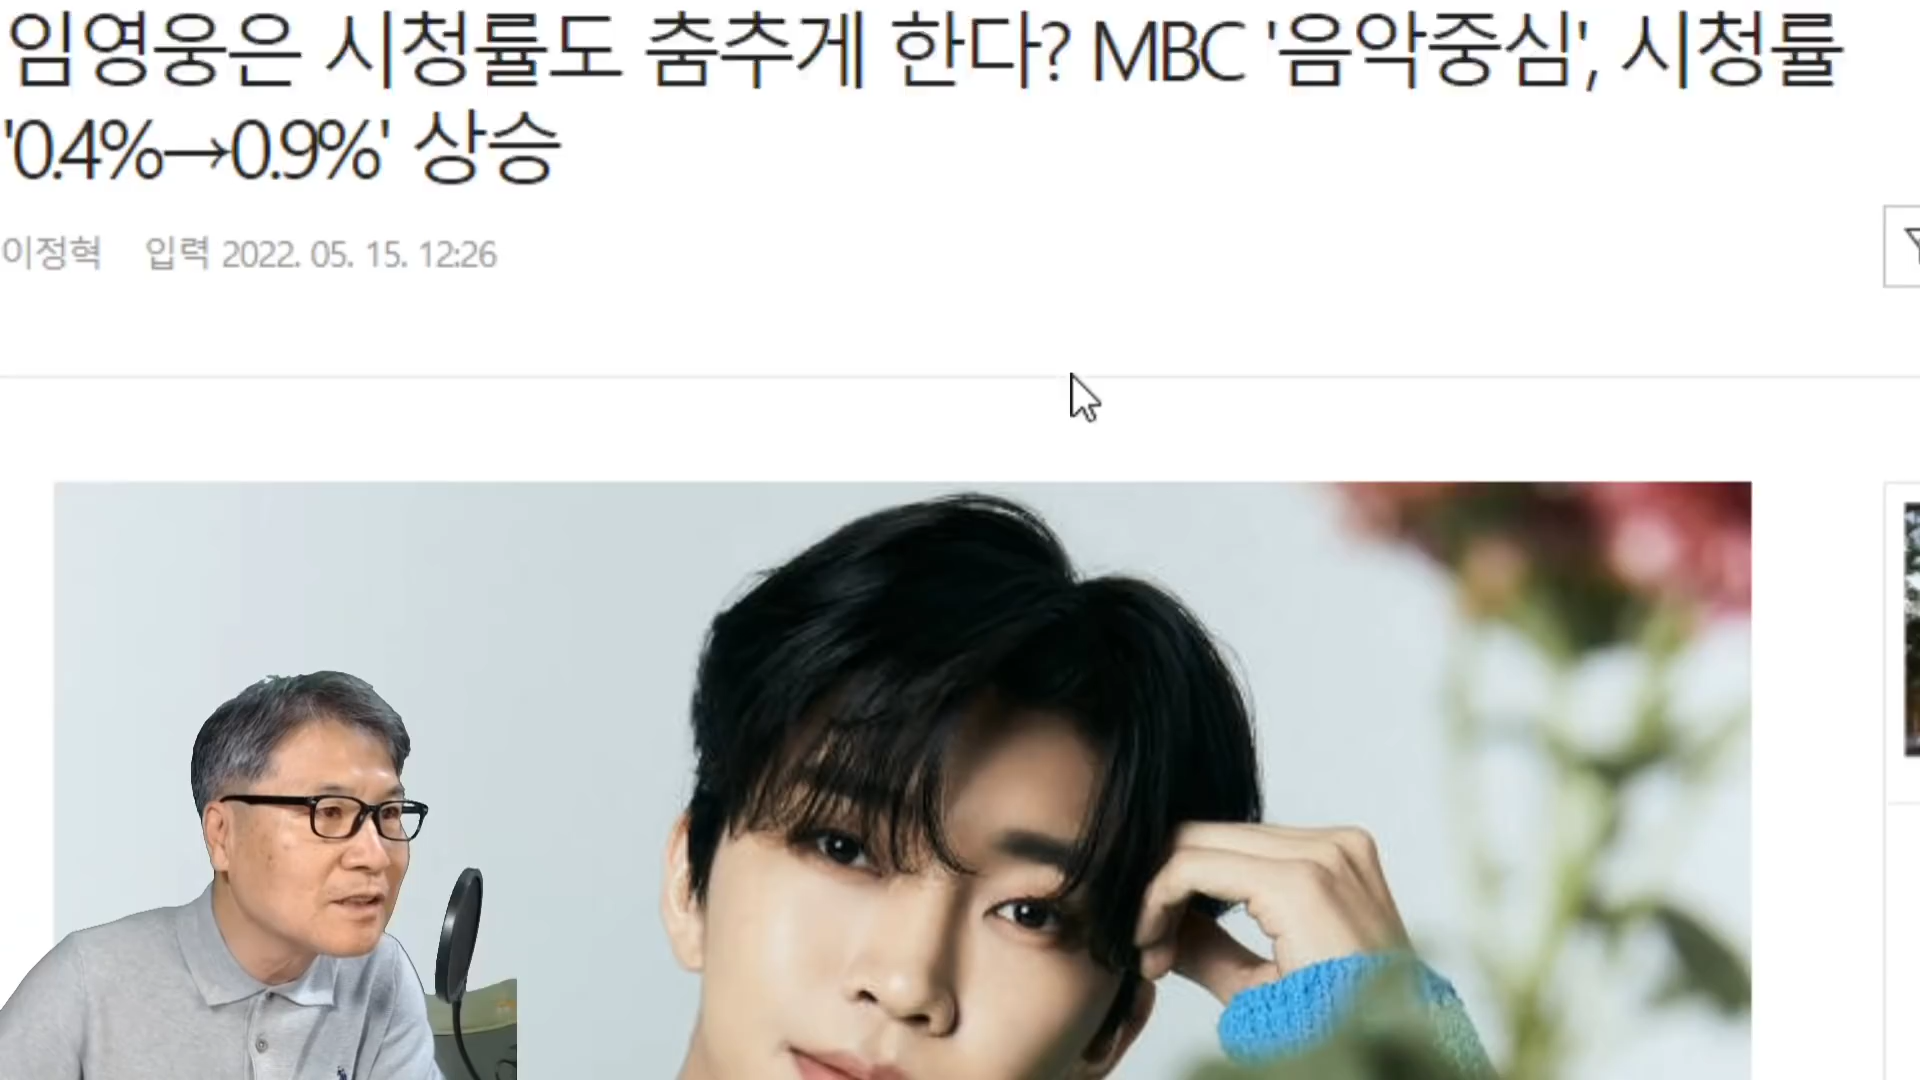 임영웅은 시청률도 춤추게 한다? MBC '음악중심', 시청률
'0.4%→0.9%' 상승
이정혁 입력 2022. 05. 15. 12:26